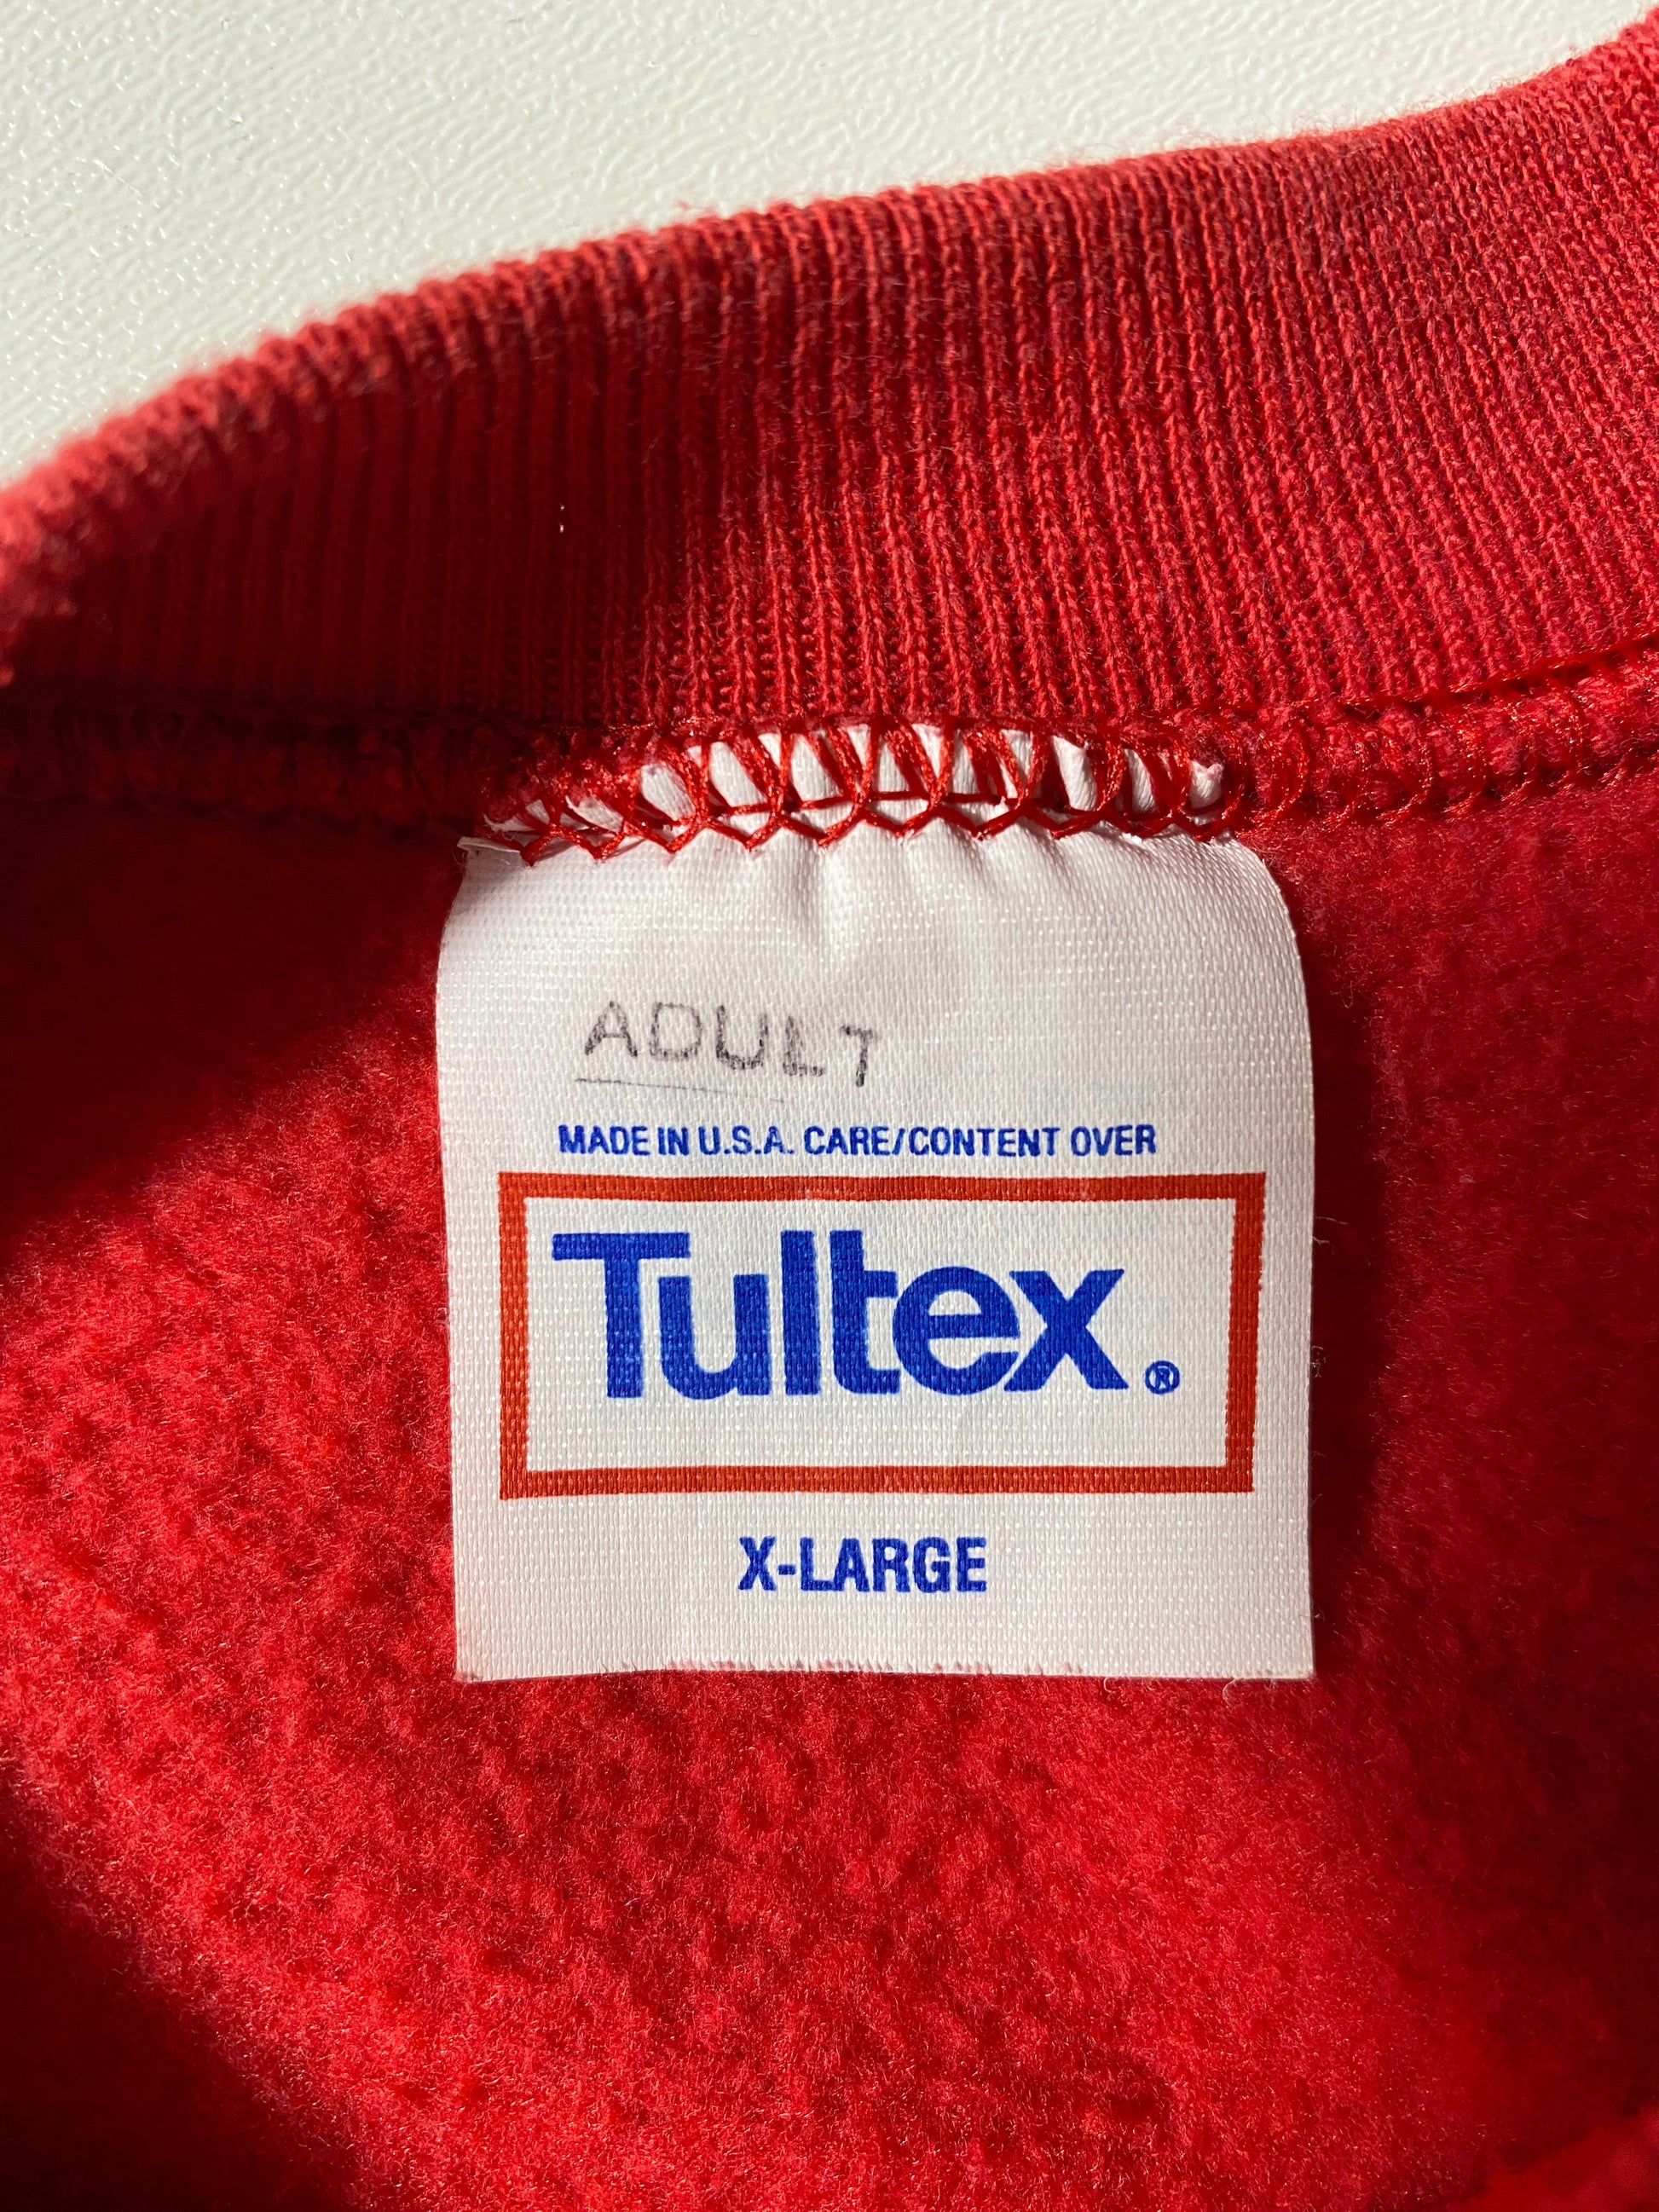 ADULT
MADE IN U.S.A. CARE/CONTENT OVER
Tultex®
X-LARGE